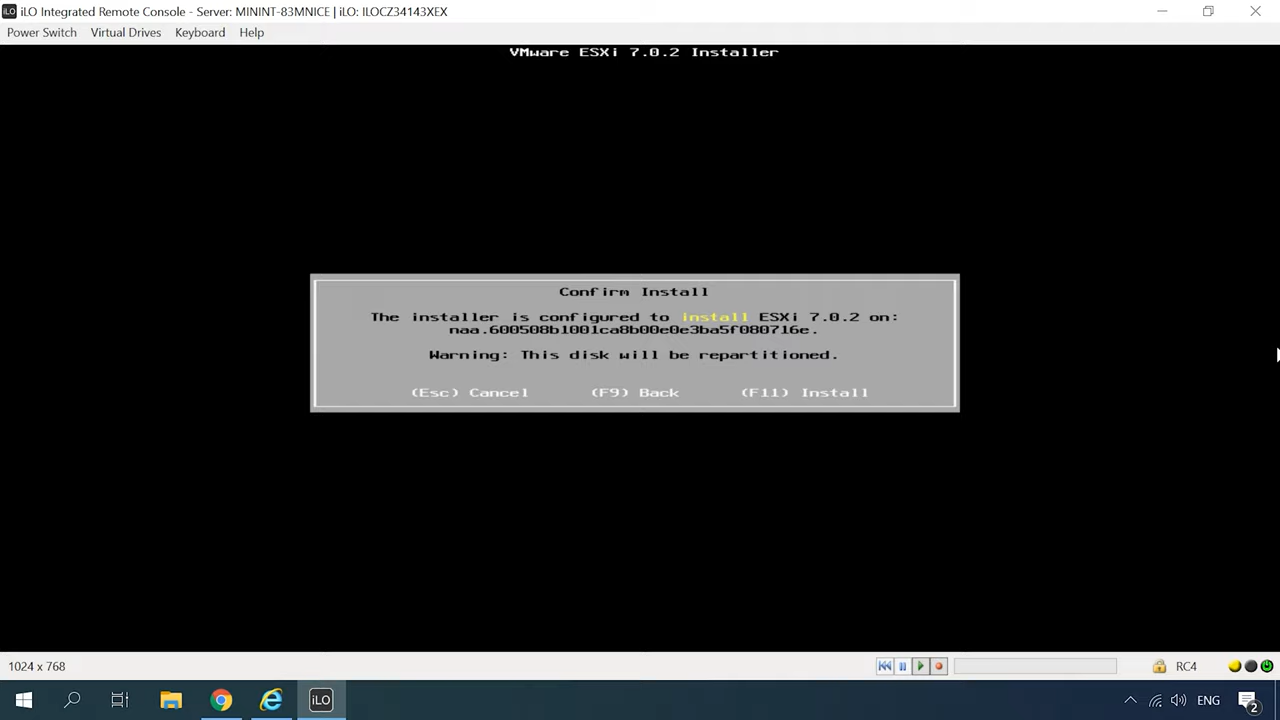 iLO Integrated Remote Console - Server: MININT-83MNICE | iLO: ILOCZ34143XEX
Power Switch Virtual Drives Keyboard Help
VMware ESXi 7.0.2 Installer
Confirm Install
The installer is configured to install ESXi 7.0.2 on:
naa.600508b1001ca8b00e0e3ba5f080716e.
Warning: This disk will be repartitioned.
(Esc) Cancel (F9) Back (F11) Install
1024 x 768
RC4
iLO
ENG
2